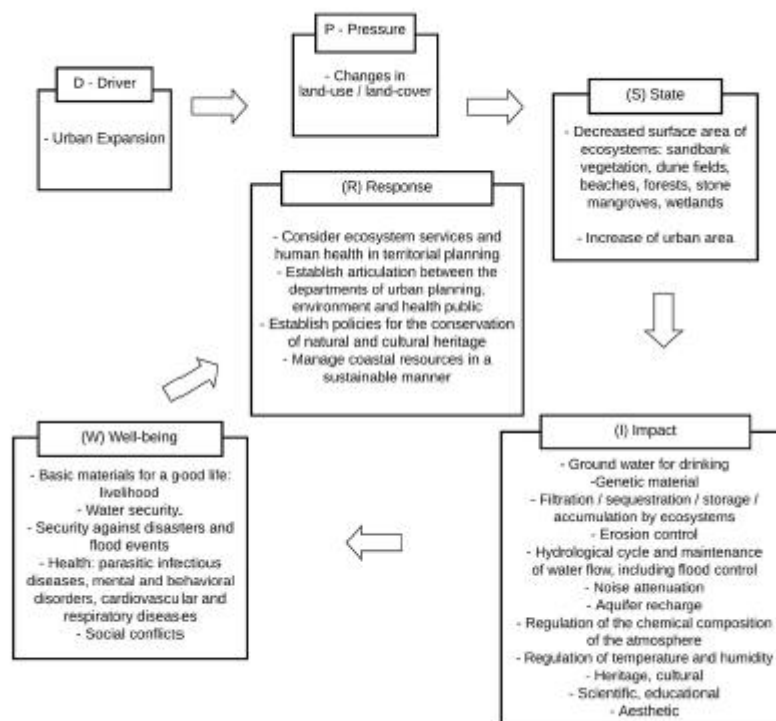 D - Driver
- Urban Expansion
P - Pressure
- Changes in
land-use / land-cover
(S) State
- Decreased surface area of
ecosystems: sandbank
vegetation, dune fields,
beaches, forests, stone
mangroves, wetlands
- Increase of urban area
(R) Response
- Consider ecosystem services and
human health in territorial planning
- Establish articulation between the
departments of urban planning,
environment and health public
- Establish policies for the conservation
of natural and cultural heritage
- Manage coastal resources in a
sustainable manner
(W) Well-being
- Basic materials for a good life:
livelihood
- Water security.
- Security against disasters and
flood events
- Health: parasitic infectious
diseases, mental and behavioral
disorders, cardiovascular and
respiratory diseases
- Social conflicts
(I) Impact
- Ground water for drinking
-Genetic material
- Filtration / sequestration / storage /
accumulation by ecosystems
- Erosion control
- Hydrological cycle and maintenance
of water flow, including flood control
- Noise attenuation
- Aquifer recharge
- Regulation of the chemical composition
of the atmosphere
- Regulation of temperature and humidity
- Heritage, cultural
- Scientific, educational
- Aesthetic